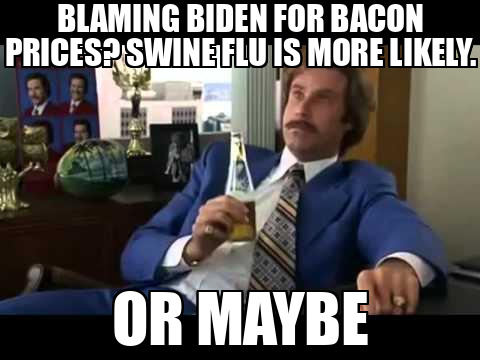 BLAMING BIDEN FOR BACON
PRICES? SWINE FLU IS MORE LIKELY.
OR MAYBE